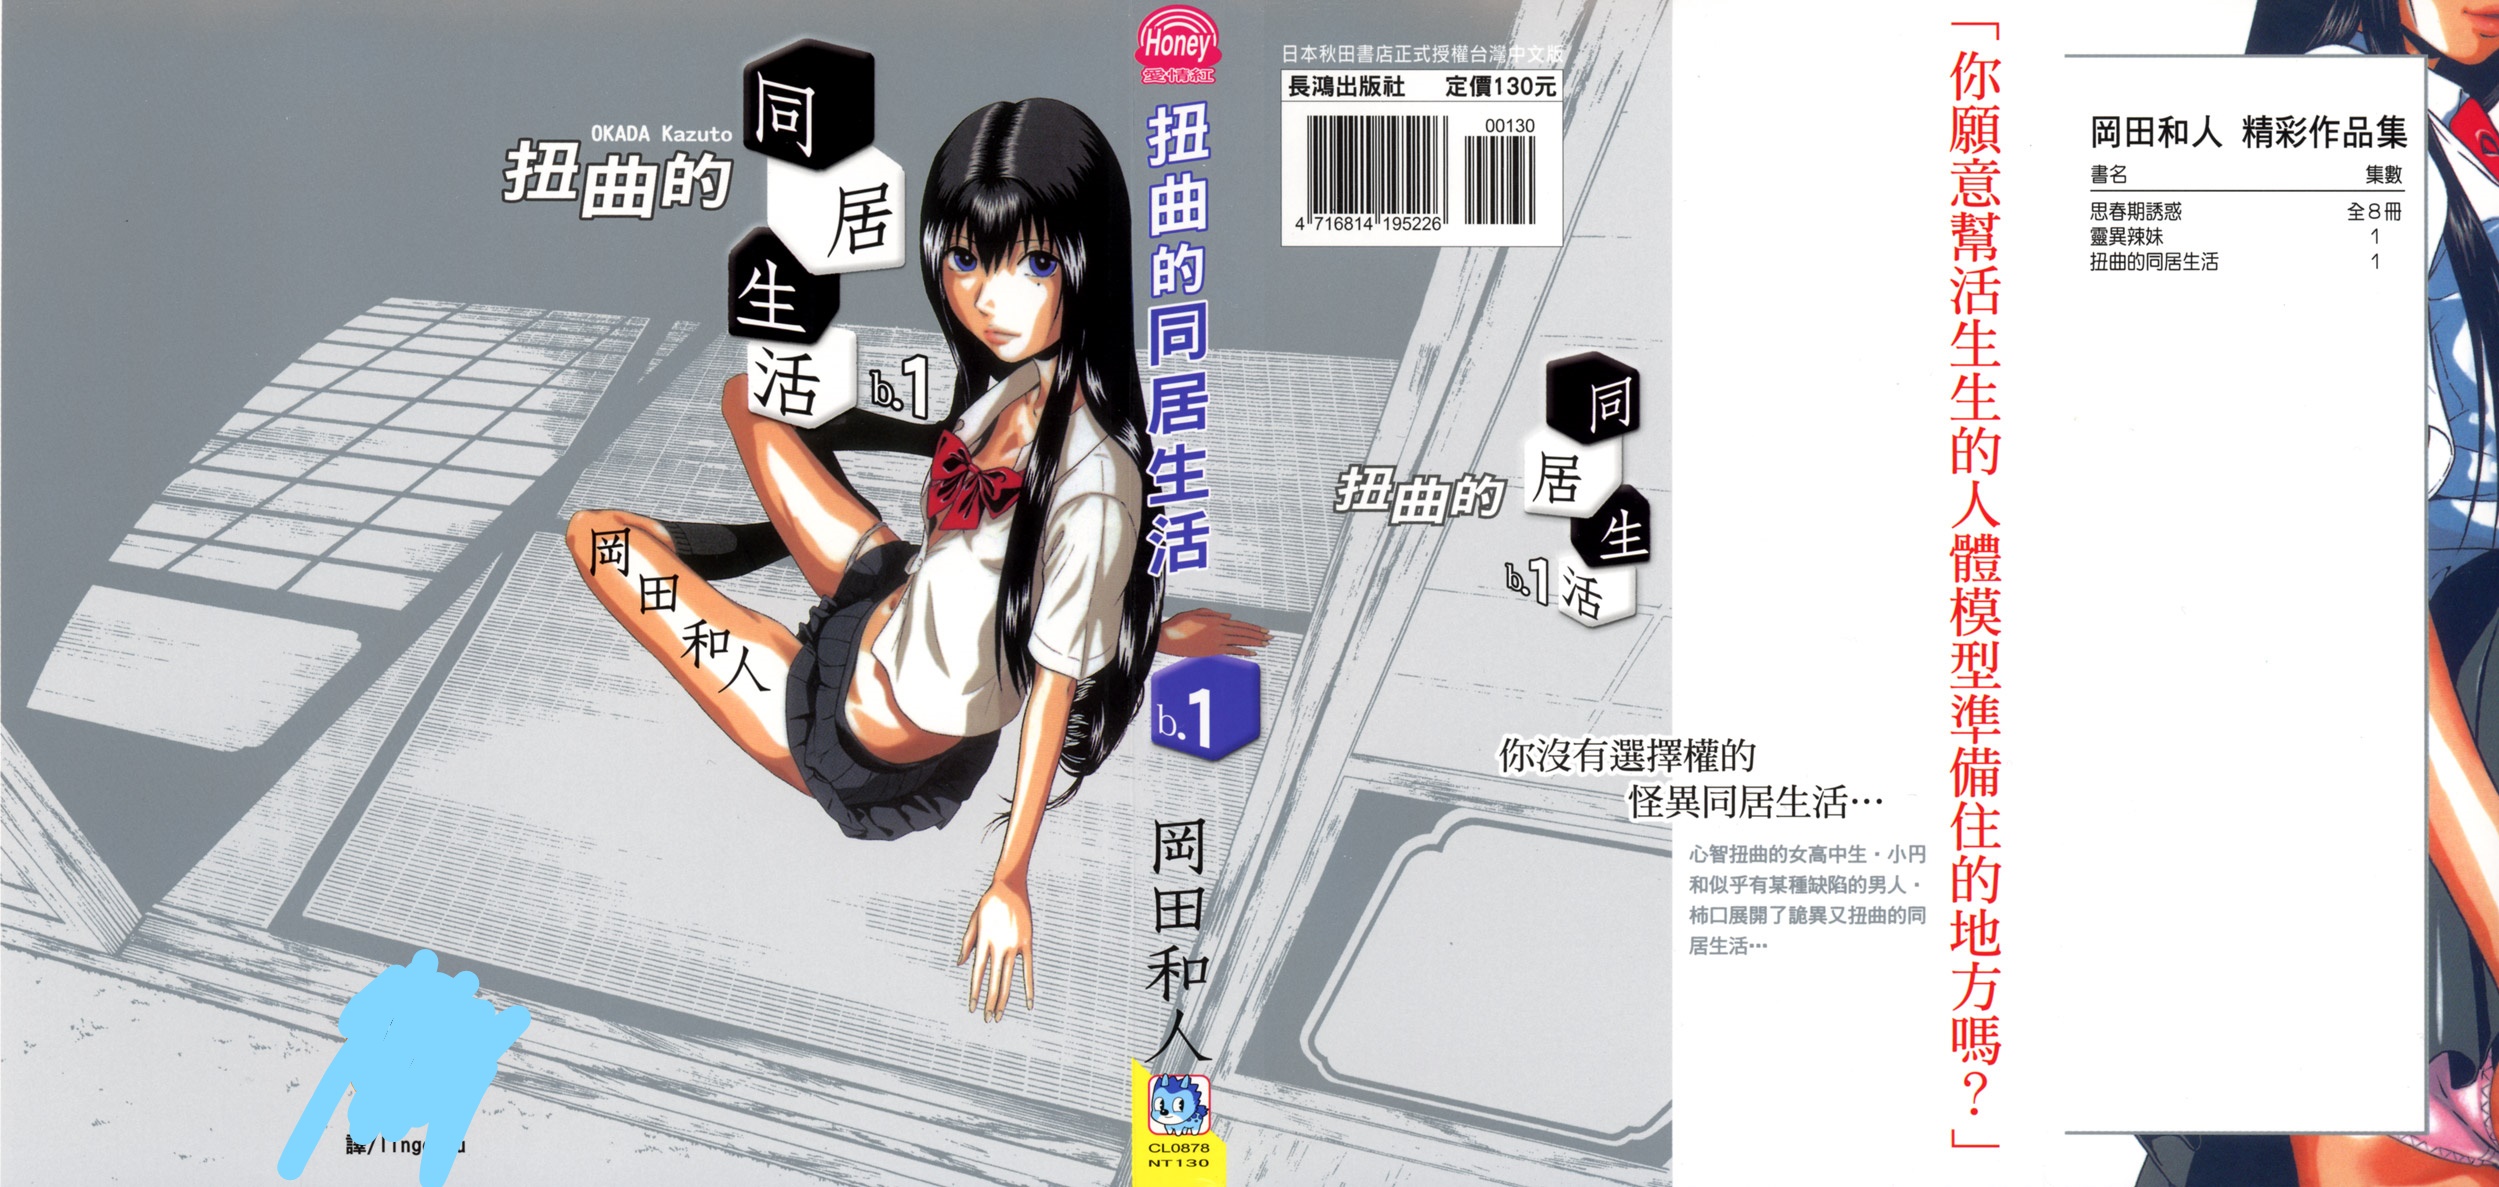 OKADA Kazuto
扭曲的
同居生活
b.1
岡田和人
譯/
Honey
愛情紅
扭曲的同居生活
b.1
岡田和人
CL0878
NT130
日本秋田書店正式授權台灣中文版
長鴻出版社 定價130元
00130
4 716814 195226
扭曲的
同居生活
b.1
你沒有選擇權的
怪異同居生活…
心智扭曲的女高中生・小円
和似乎有某種缺陷的男人・
柿口展開了詭異又扭曲的同
居生活…
「你願意幫活生生的人體模型準備住的地方嗎？」
岡田和人 精彩作品集
書名 集數
思春期誘惑 全8冊
靈異辣妹 1
扭曲的同居生活 1